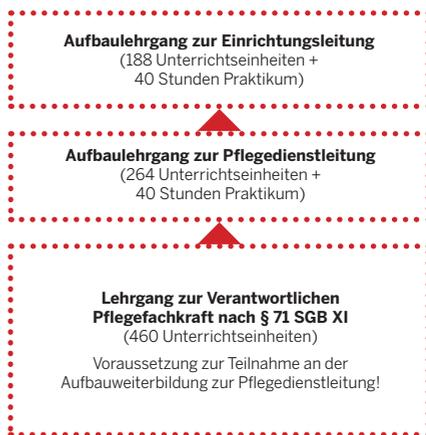 Aufbaulehrgang zur Einrichtungsleitung
(188 Unterrichtseinheiten +
40 Stunden Praktikum)
Aufbaulehrgang zur Pflegedienstleitung
(264 Unterrichtseinheiten +
40 Stunden Praktikum)
Lehrgang zur Verantwortlichen
Pflegefachkraft nach § 71 SGB XI
(460 Unterrichtseinheiten)
Voraussetzung zur Teilnahme an der
Aufbauweiterbildung zur Pflegedienstleitung!